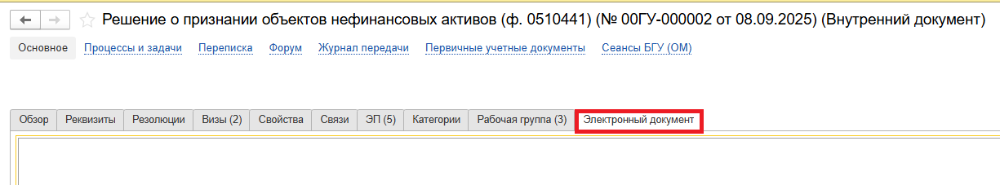 Решение о признании объектов нефинансовых активов (ф. 0510441) (№ 00ГУ-000002 от 08.09.2025) (Внутренний документ)
Основное Процессы и задачи Переписка Форум Журнал передачи Первичные учетные документы Сеансы БГУ (ОМ)
Обзор Реквизиты Резолюции Визы (2) Свойства Связи ЭП (5) Категории Рабочая группа (3) Электронный документ